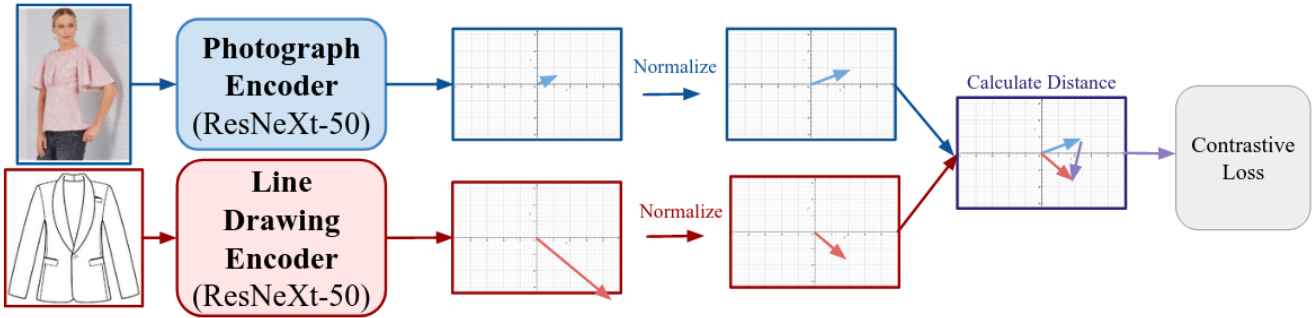 Photograph
Encoder
(ResNeXt-50)
Normalize
Calculate Distance
Contrastive
Loss
Line
Drawing
Encoder
(ResNeXt-50)
Normalize